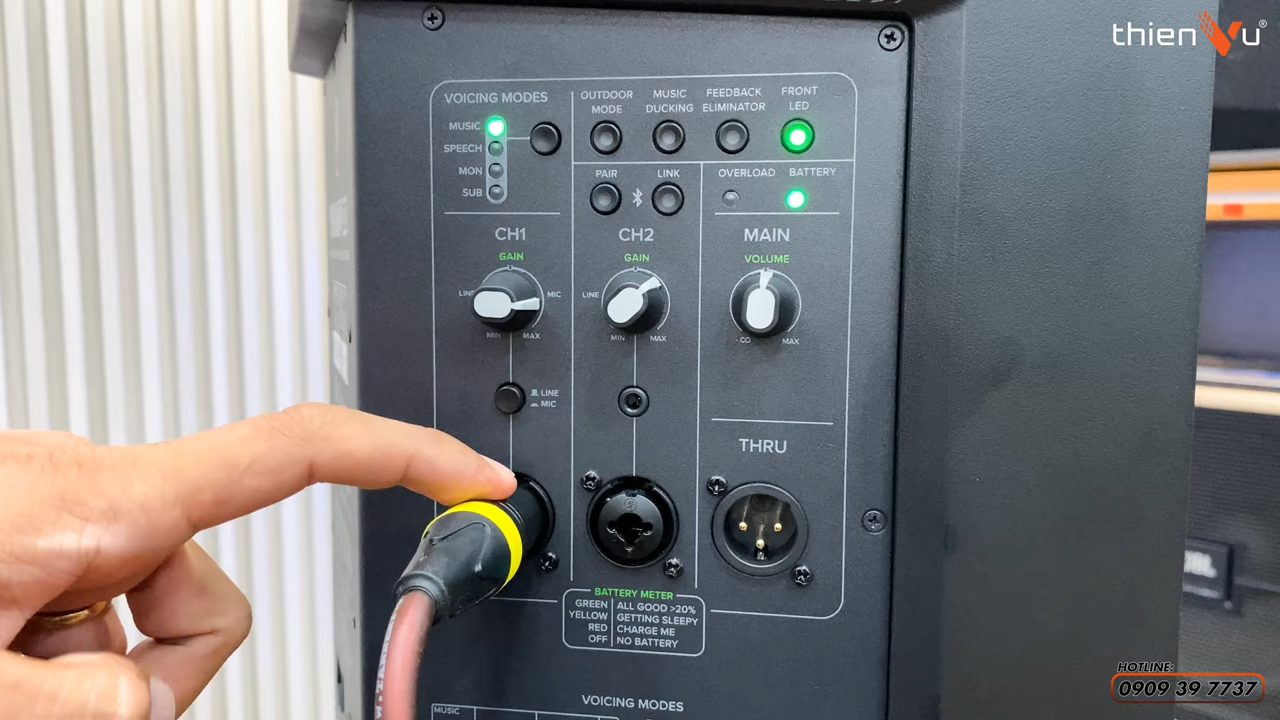 thienVu®
VOICING MODES
MUSIC
SPEECH
MON
SUB
OUTDOOR
MODE
MUSIC
DUCKING
FEEDBACK
ELIMINATOR
FRONT
LED
PAIR
LINK
OVERLOAD
BATTERY
CH1
GAIN
LINE
MIC
MIN
MAX
LINE
MIC
CH2
GAIN
LINE
MIN
MAX
MAIN
VOLUME
- ∞
MAX
THRU
BATTERY METER
GREEN ALL GOOD >20%
YELLOW GETTING SLEEPY
RED CHARGE ME
OFF NO BATTERY
VOICING MODES
MUSIC
HOTLINE:
0909 39 7737